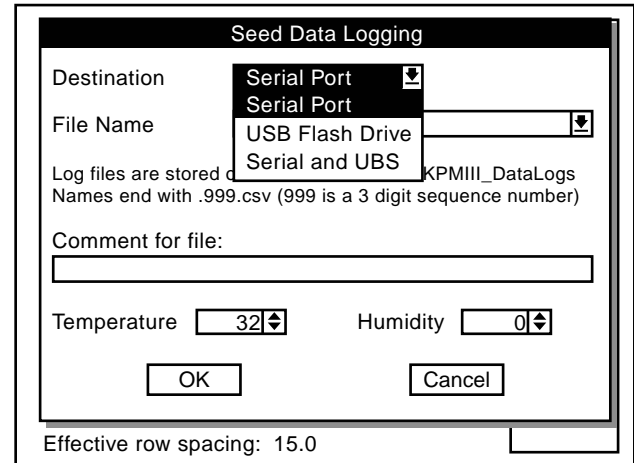 Seed Data Logging
Destination Serial Port
Serial Port
File Name
USB Flash Drive
Serial and UBS
Log files are stored KPMIII_DataLogs
Names end with .999.csv (999 is a 3 digit sequence number)
Comment for file:
Temperature 32 Humidity 0
OK Cancel
Effective row spacing: 15.0